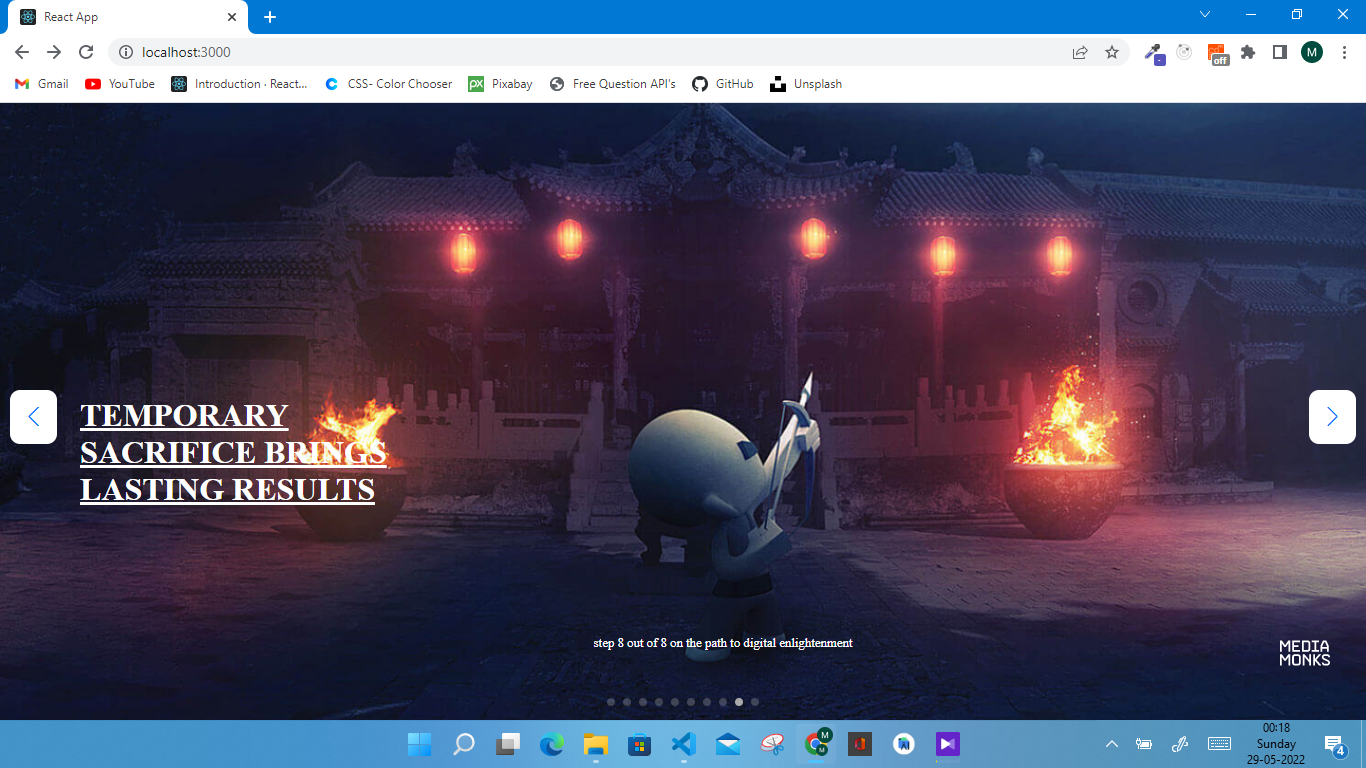 React App
localhost:3000
M
Gmail
YouTube
Introduction · React...
CSS- Color Chooser
px
Pixabay
Free Question API's
GitHub
Unsplash
off
TEMPORARY
SACRIFICE BRINGS
LASTING RESULTS
step 8 out of 8 on the path to digital enlightenment
MEDIA
MONKS
M
M
00:18
Sunday
29-05-2022
4